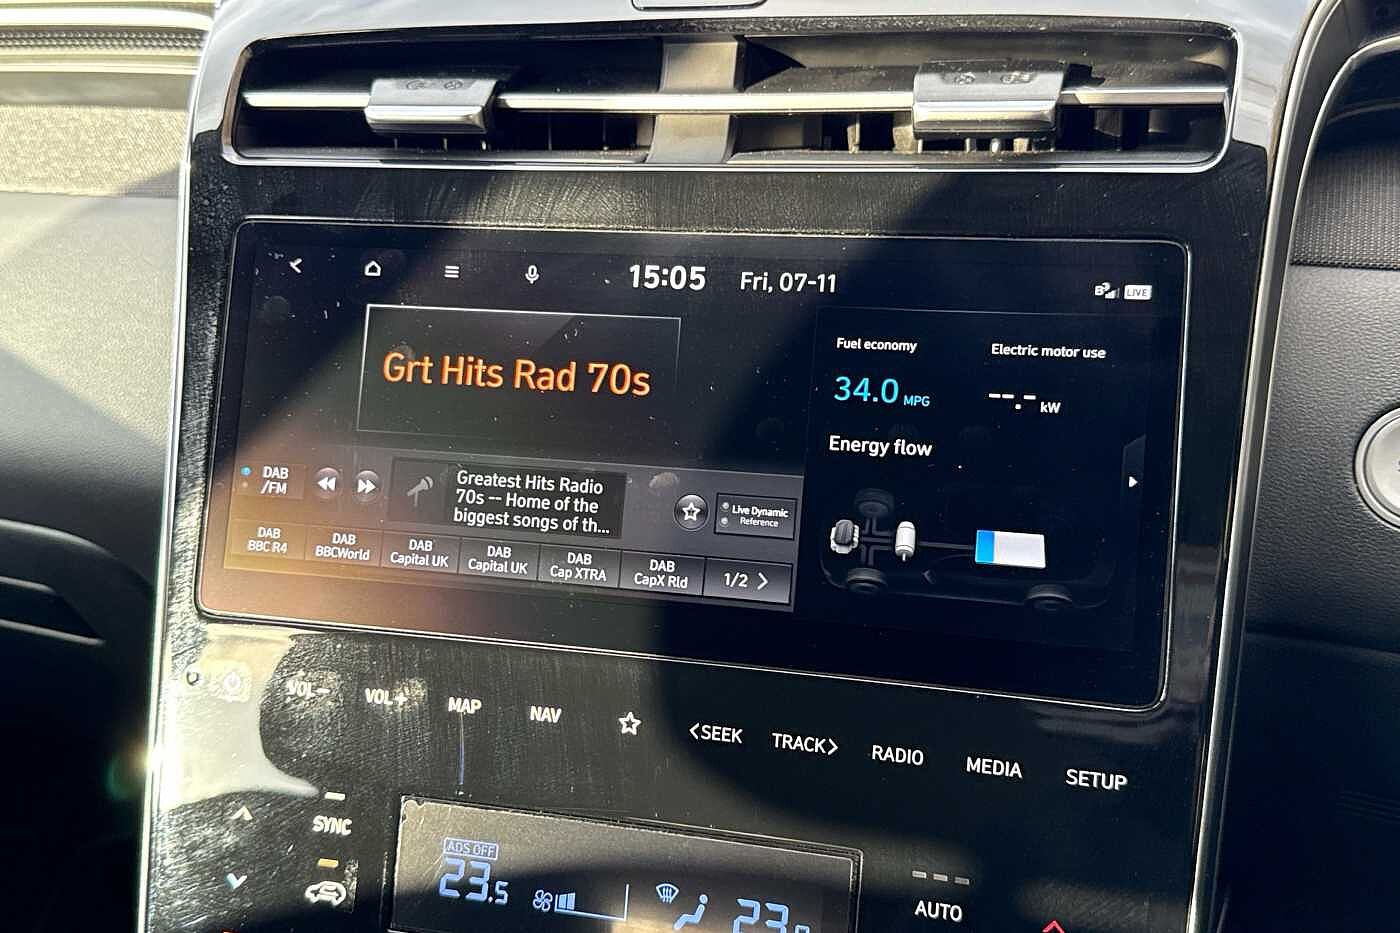 15:05 Fri, 07-11
LIVE
Grt Hits Rad 70s
Fuel economy
34.0 MPG
Electric motor use
--.- kW
Energy flow
DAB
/FM
Greatest Hits Radio
70s -- Home of the
biggest songs of th...
Live Dynamic
Reference
DAB
BBC R4
DAB
BBCWorld
DAB
Capital UK
DAB
Capital UK
DAB
Cap XTRA
DAB
CapX Rld
1/2 >
VOL-
VOL+
MAP
NAV
<SEEK
TRACK>
RADIO
MEDIA
SETUP
SYNC
ADS OFF
23.5
AUTO